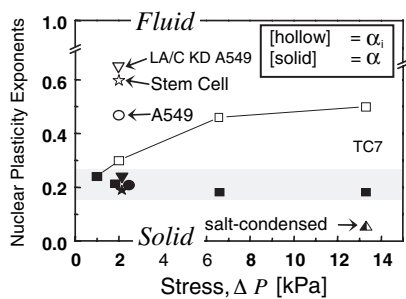 Fluid
1.0
[hollow] = αi
[solid] = α
LA/C KD A549
Stem Cell
A549
0.6
0.4
0.2
0.0
Nuclear Plasticity Exponents
TC7
salt-condensed
Solid
0 2 4 6 8 10 12 14
Stress, Δ P [kPa]